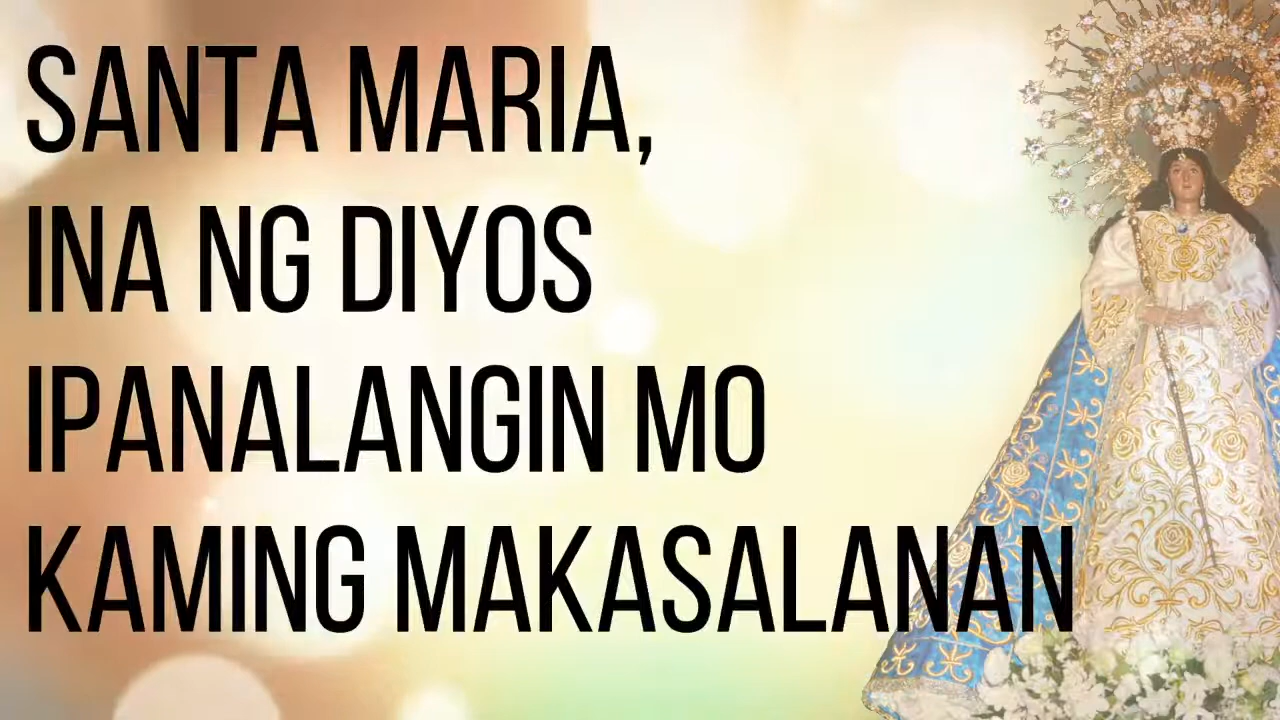 SANTA MARIA,
INA NG DIYOS
IPANALANGIN MO
KAMING MAKASALANAN